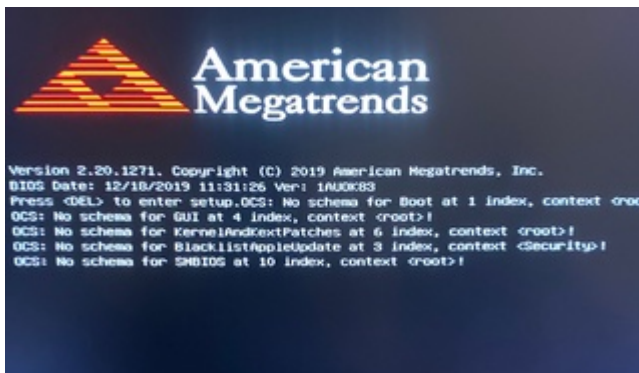 American
Megatrends
Version 2.20.1271. Copyright (C) 2019 American Megatrends, Inc.
BIOS Date: 12/18/2019 11:31:26 Ver: 1AUOK83
Press <DEL> to enter setup.OCS: No schema for Boot at 1 index, context <roo
OCS: No schema for GUI at 4 index, context <root>!
OCS: No schema for KernelAndKextPatches at 6 index, context <root>!
OCS: No schema for BlacklistAppleUpdate at 3 index, context <Security>!
OCS: No schema for SMBIOS at 10 index, context <root>!